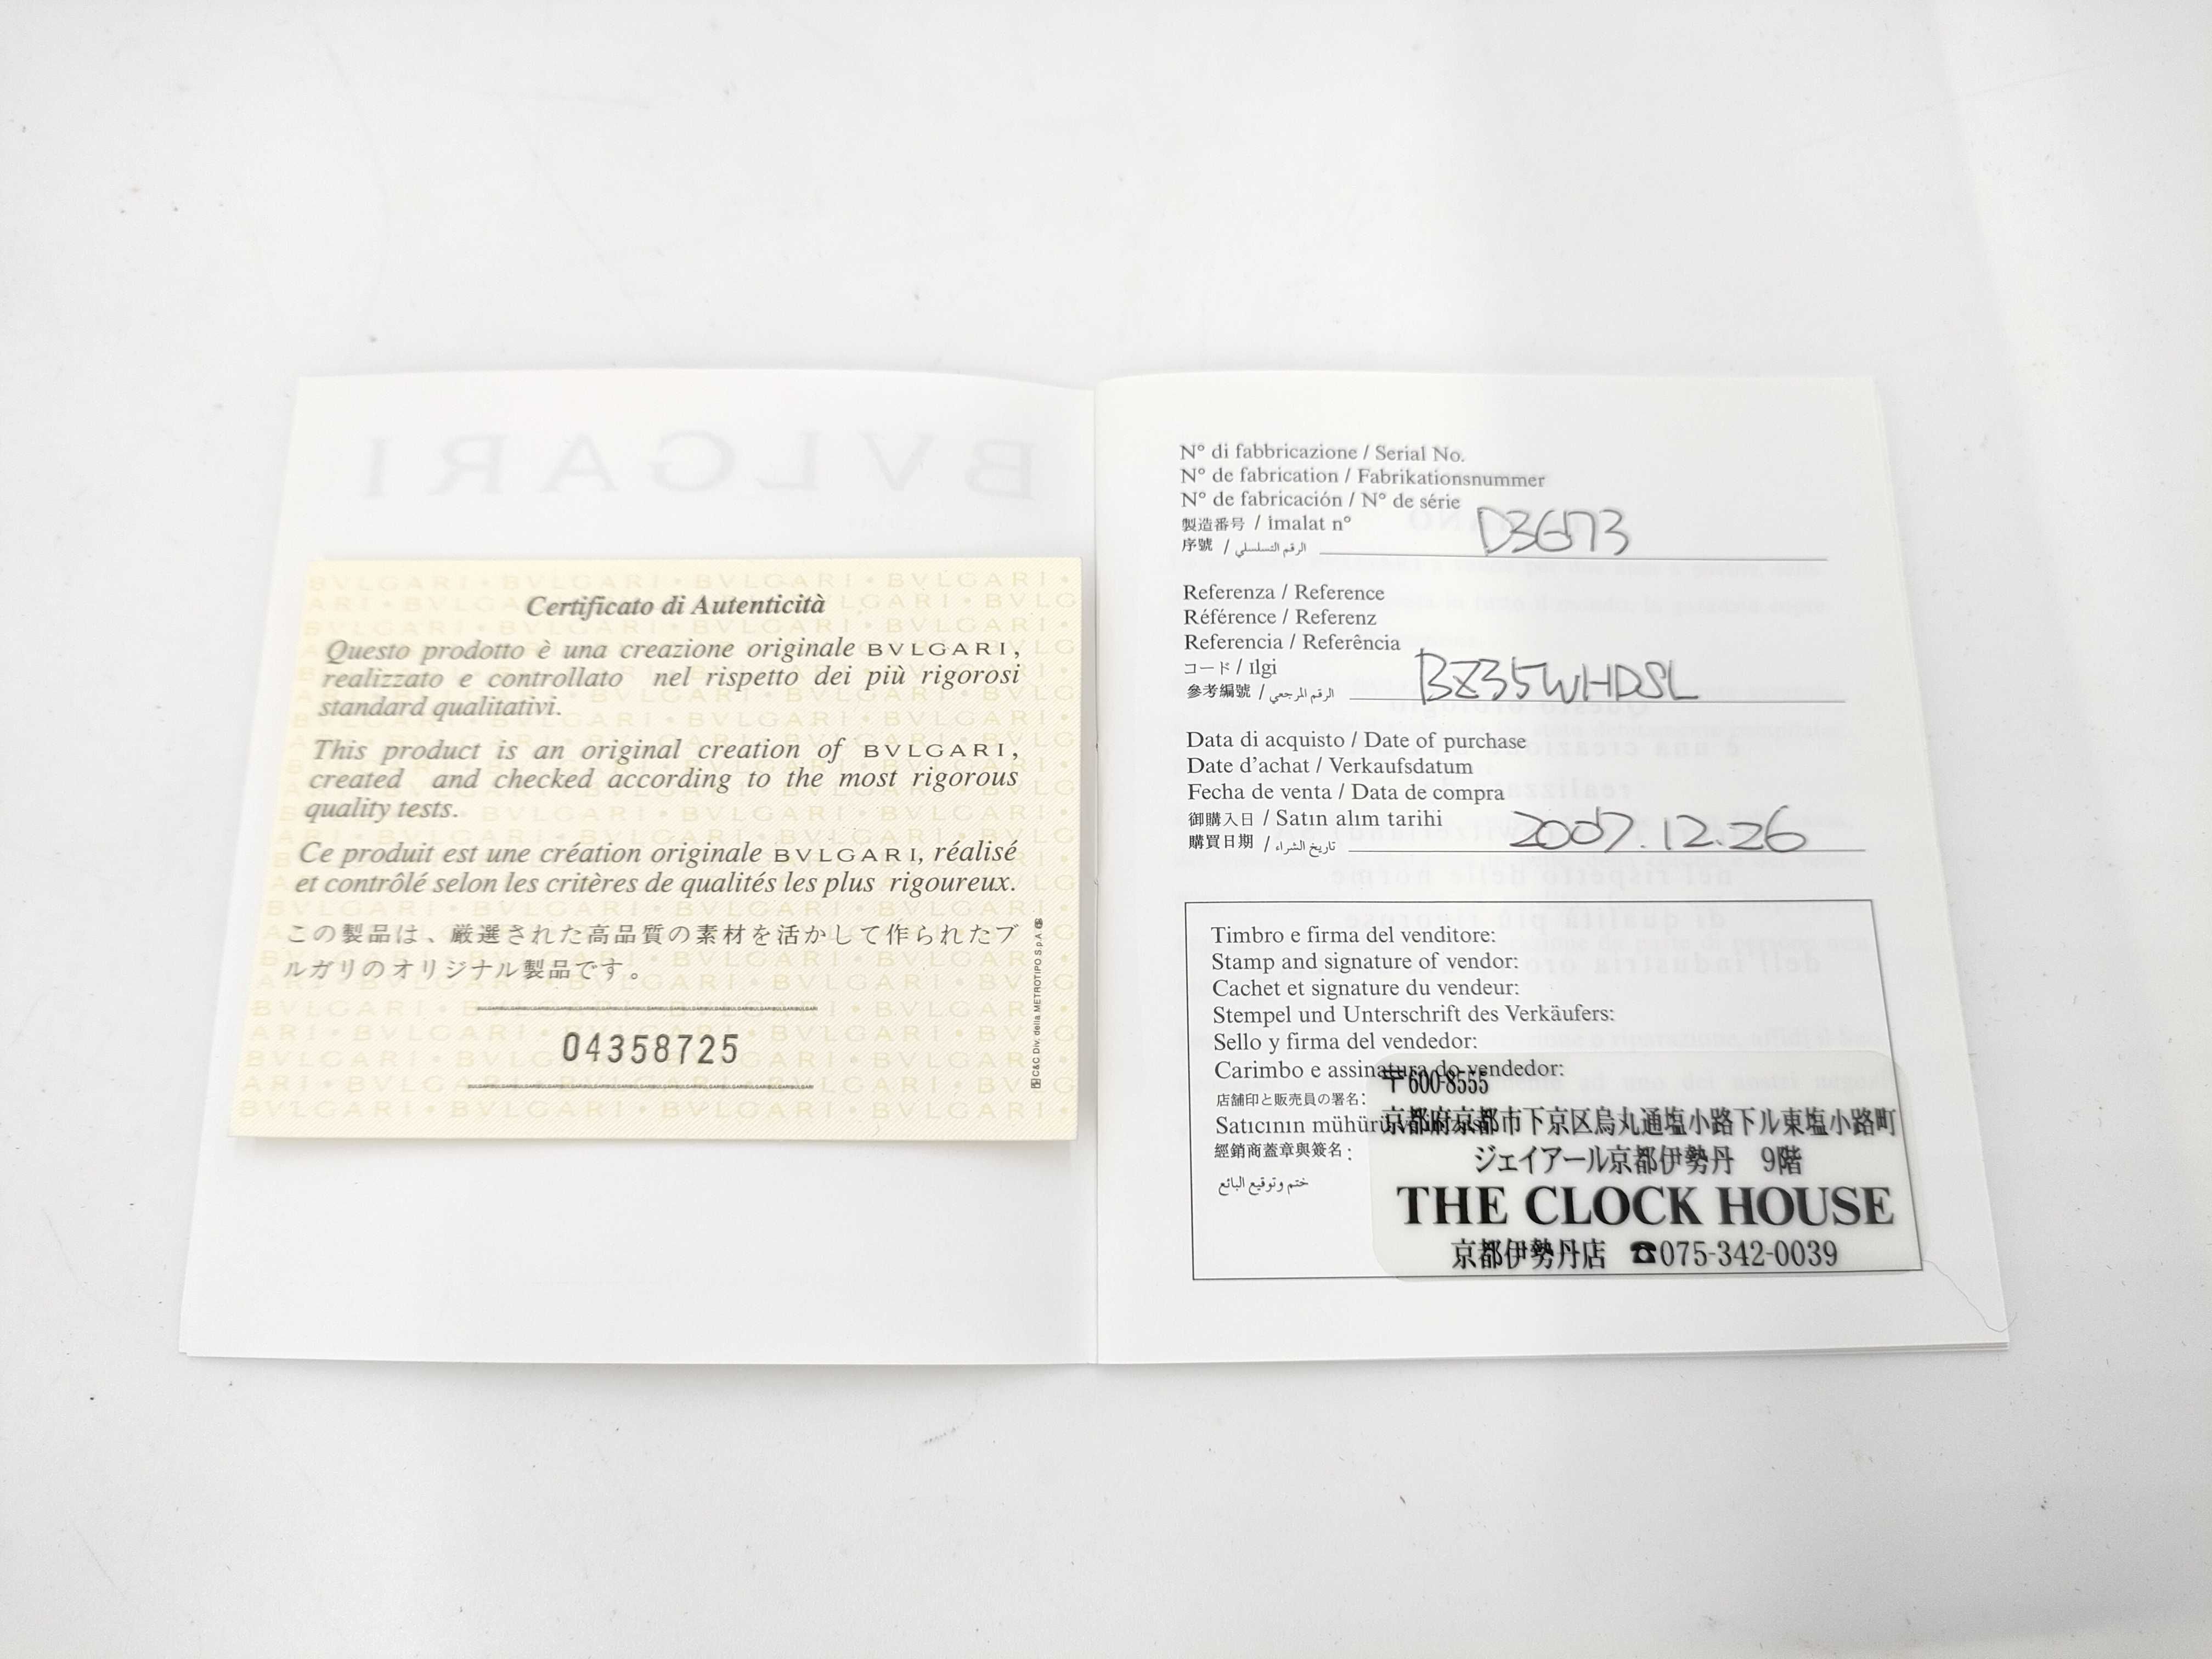 BVLGARI
Certificato di Autenticità
Questo prodotto è una creazione originale BVLGARI,
realizzato e controllato nel rispetto dei più rigorosi
standard qualitativi.
This product is an original creation of BVLGARI,
created and checked according to the most rigorous
quality tests.
Ce produit est une création originale BVLGARI, réalisé
et contrôlé selon les critères de qualités les plus rigoureux.
この製品は、厳選された高品質の素材を活かして作られたブ
ルガリのオリジナル製品です。
04358725
C&C Div. della METROTIPO S.p.A.
N° di fabbricazione / Serial No.
N° de fabrication / Fabrikationsnummer
N° de fabricación / N° de série
製造番号 / imalat n°
序號 / الرقم التسلسلي
Referenza / Reference
Référence / Referenz
Referencia / Referência
コード / ılgi
參考編號 / الرقم المرجعي BZ35WHDSL
Data di acquisto / Date of purchase
Date d'achat / Verkaufsdatum
Fecha de venta / Data de compra
御購入日 / Satın alım tarihi
購買日期 / تاريخ الشراء 2007.12.26
Timbro e firma del venditore:
Stamp and signature of vendor:
Cachet et signature du vendeur:
Stempel und Unterschrift des Verkäufers:
Sello y firma del vendedor:
Carimbo e assinatura do vendedor:
店舗印と販売員の署名:
Satıcının mühürü
經銷商蓋章與簽名:
ختم وتوقيع البائع
〒600-8555
京都府京都市下京区烏丸通塩小路下ル東塩小路町
ジェイアール京都伊勢丹 9階
THE CLOCK HOUSE
京都伊勢丹店 ☎075-342-0039